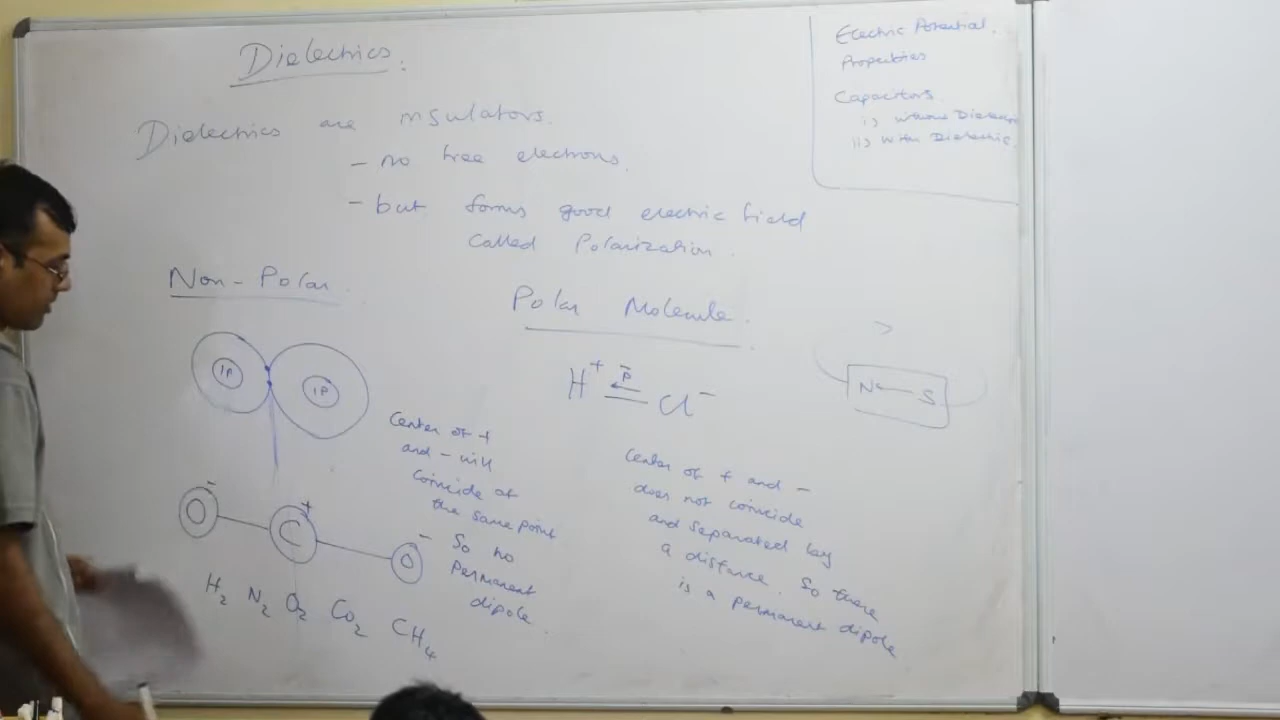 Dielectrics.
Dielectrics are insulators.
- no free electrons.
- but forms good electric field
called Polarization.
Electric Potential.
Properties
Capacitors.
i) without Dielectric
ii) with Dielectric.
Non-Polar.
1P 1P
Center of +
and - will
coincide at
the same point
So no
permanent
dipole.
O- C+ O-
H2 N2 O2 Co2 CH4
Polar Molecule.
H+ p Cl-
Center of + and -
does not coincide
and separated by
a distance. So there
is a permanent dipole
N S